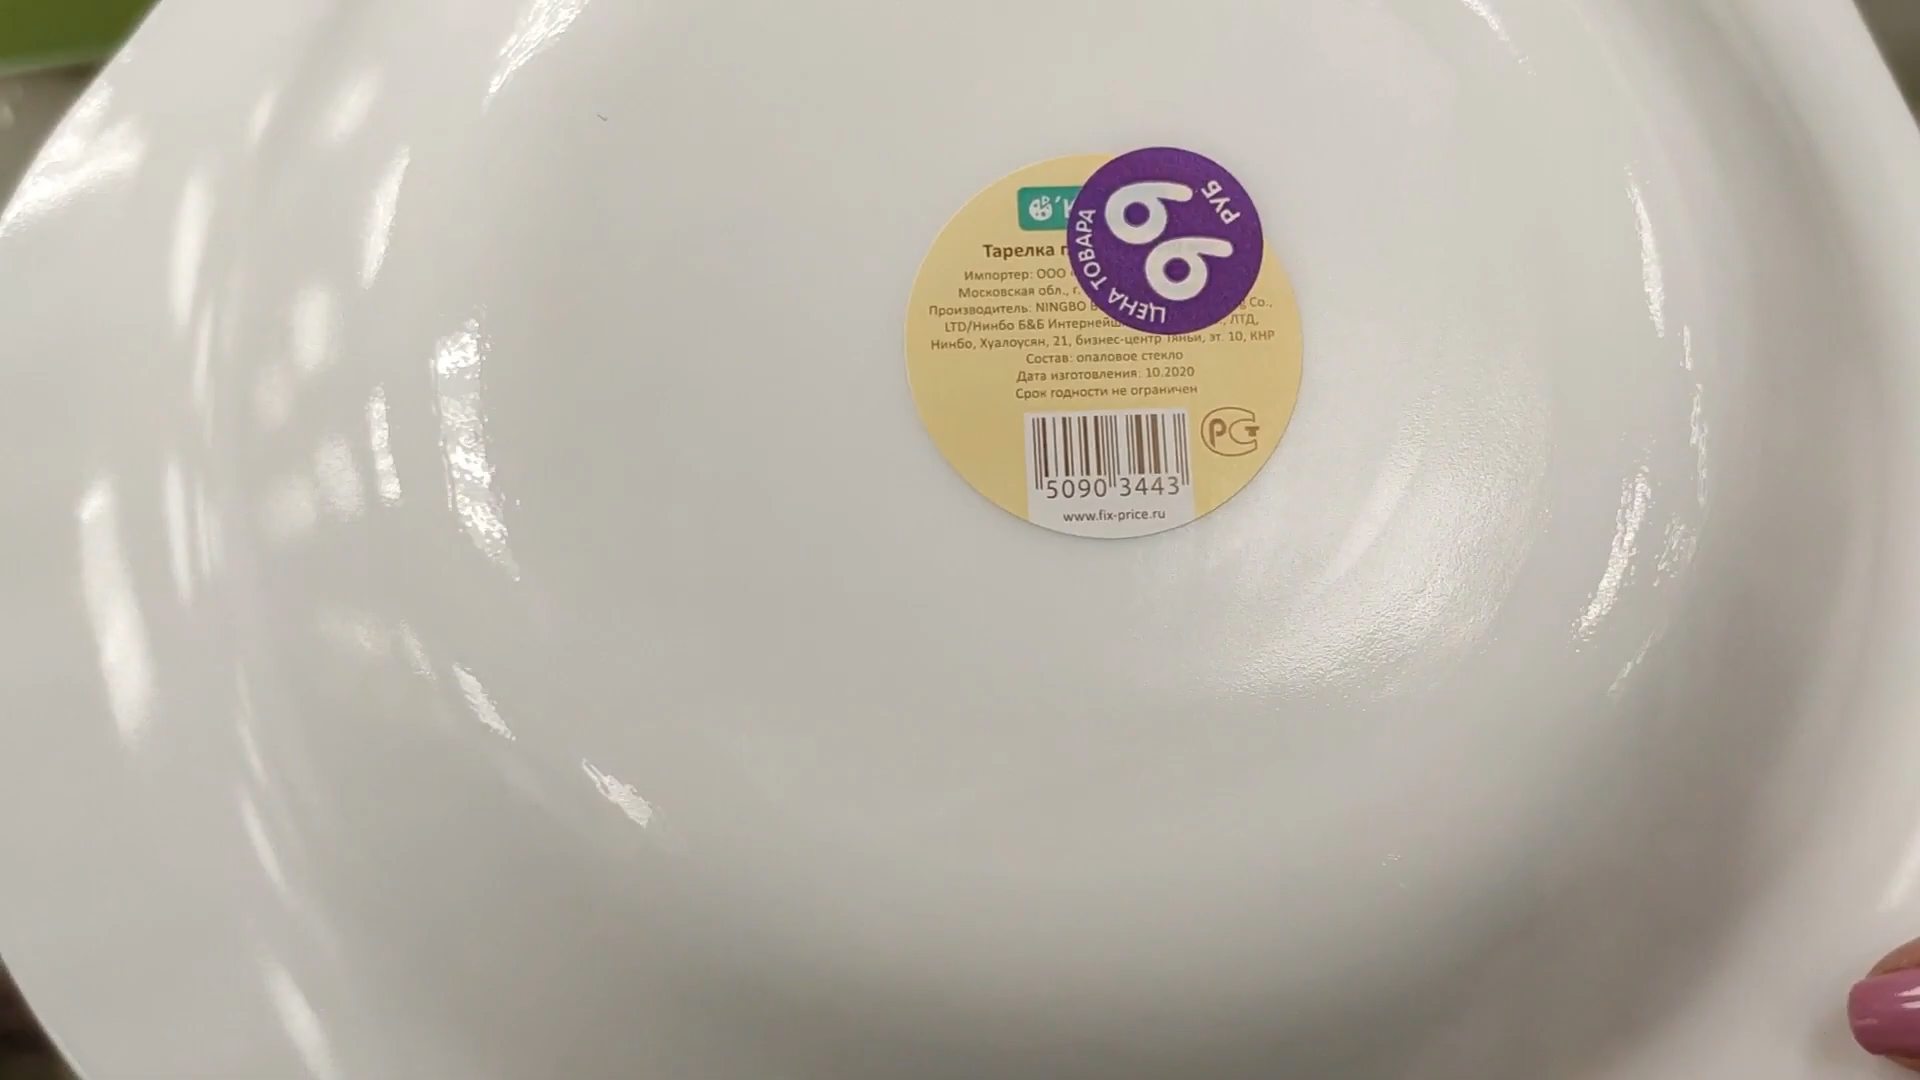 ЦЕНА ТОВАРА
99
РУБ
Тарелка
Импортер: ООО
Московская обл., г.
Производитель: NINGBO Co.,
LTD/Нинбо Б&Б ЛТД,
Нинбо, Хуалоусян, 21, бизнес-центр Тяньи, эт. 10, КНР
Состав: опаловое стекло
Дата изготовления: 10.2020
Срок годности не ограничен
РСТ
5090 3443
www.fix-price.ru